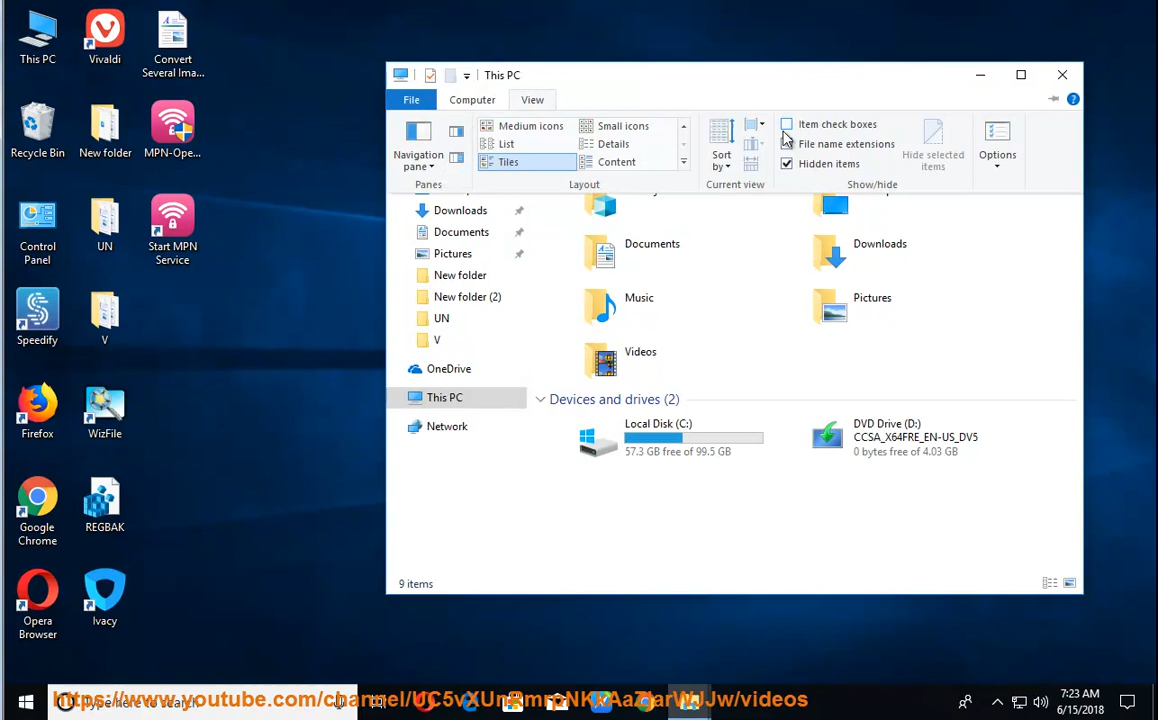 This PC
Vivaldi
Convert
Several Ima...
Recycle Bin
New folder
MPN-Ope...
Control
Panel
UN
Start MPN
Service
Speedify
V
Firefox
WizFile
Google
Chrome
REGBAK
Opera
Browser
Ivacy
This PC
File
Computer
View
Navigation
pane
Panes
Medium icons
Small icons
List
Details
Tiles
Content
Layout
Sort
by
Current view
Item check boxes
File name extensions
Hidden items
Hide selected
items
Show/hide
Options
Downloads
Documents
Pictures
New folder
New folder (2)
UN
V
OneDrive
This PC
Network
Documents
Downloads
Music
Pictures
Videos
Devices and drives (2)
Local Disk (C:)
57.3 GB free of 99.5 GB
DVD Drive (D:)
CCSA_X64FRE_EN-US_DV5
0 bytes free of 4.03 GB
9 items
Type here to search
7:23 AM
6/15/2018